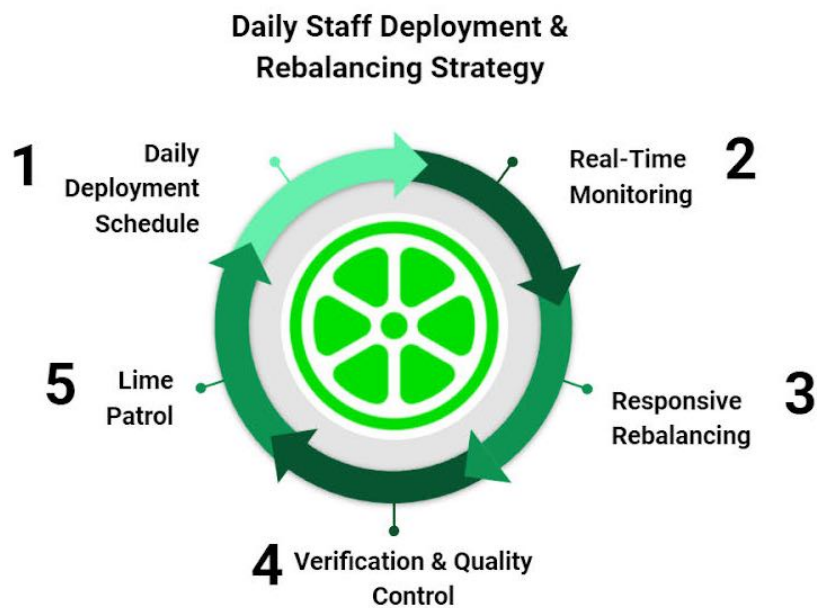 Daily Staff Deployment &
Rebalancing Strategy
1
Daily
Deployment
Schedule
2
Real-Time
Monitoring
3
Responsive
Rebalancing
4
Verification & Quality
Control
5
Lime
Patrol